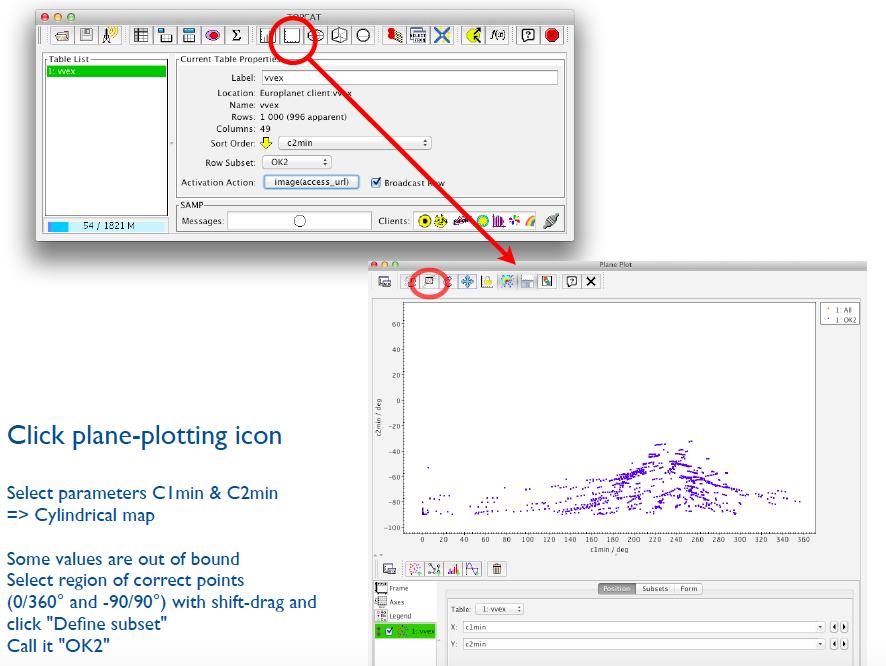 TOPCAT
Table List
1: vvex
Current Table Properties
Label: vvex
Location: Europlanet client:vvex
Name: vvex
Rows: 1 000 (996 apparent)
Columns: 49
Sort Order: c2min
Row Subset: OK2
Activation Action: image(access_url) Broadcast Row
SAMP
Messages: Clients:
54 / 1821 M
Plane Plot
1: All
1: OK2
60
40
20
0
-20
-40
-60
-80
-100
c2min / deg
0 20 40 60 80 100 120 140 160 180 200 220 240 260 280 300 320 340 360
c1min / deg
Click plane-plotting icon
Select parameters C1min & C2min
=> Cylindrical map
Some values are out of bound
Select region of correct points
(0/360° and -90/90°) with shift-drag and
click "Define subset"
Call it "OK2"
Frame
Axes
Legend
1: vvex
Position Subsets Form
Table: 1: vvex
X: c1min
Y: c2min